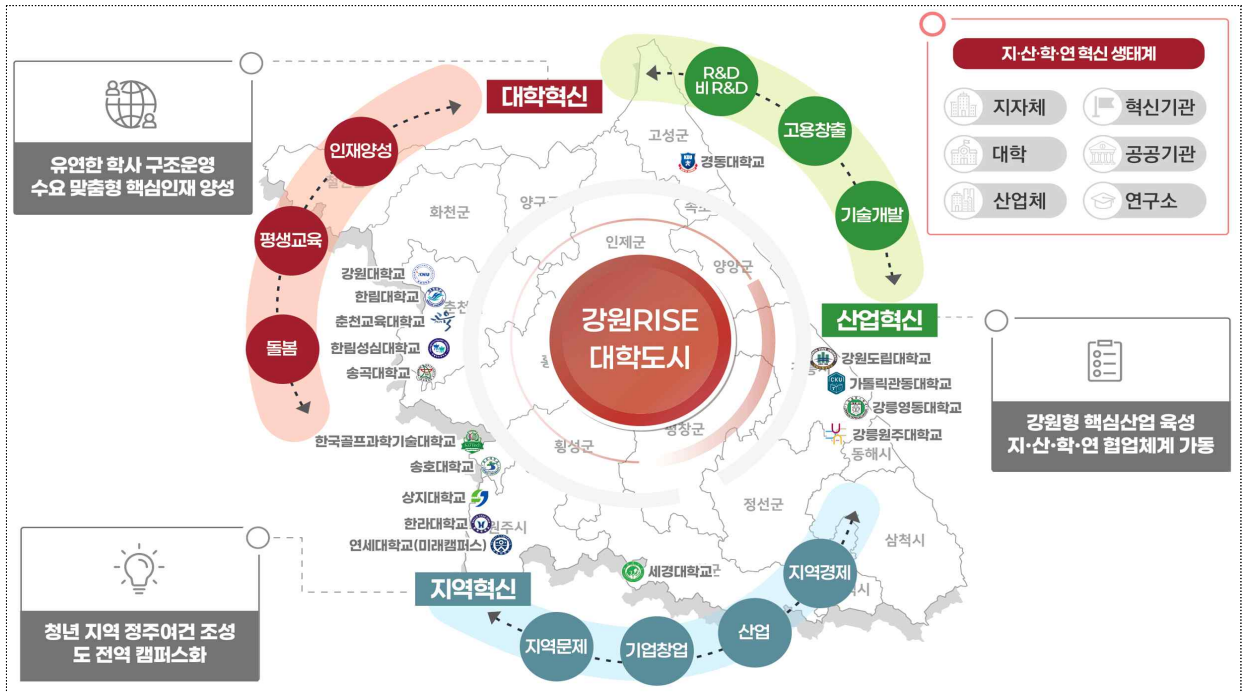 대학혁신
유연한 학사 구조운영
수요 맞춤형 핵심인재 양성
인재양성
평생교육
돌봄
R&D
비 R&D
고용창출
기술개발
지·산·학·연 혁신 생태계
지자체
혁신기관
대학
공공기관
산업체
연구소
고성군
경동대학교
화천군
인제군
양양군
강원RISE
대학도시
강원대학교
한림대학교
춘천교육대학교
한림성심대학교
송곡대학교
산업혁신
강원도립대학교
가톨릭관동대학교
강릉영동대학교
강릉원주대학교
동해시
강원형 핵심산업 육성
지·산·학·연 협업체계 가동
횡성군
평창군
한국골프과학기술대학교
송호대학교
상지대학교
한라대학교
원주시
연세대학교(미래캠퍼스)
정선군
삼척시
세경대학교
지역혁신
청년 지역 정주여건 조성
도 전역 캠퍼스화
지역문제
기업창업
산업
지역경제